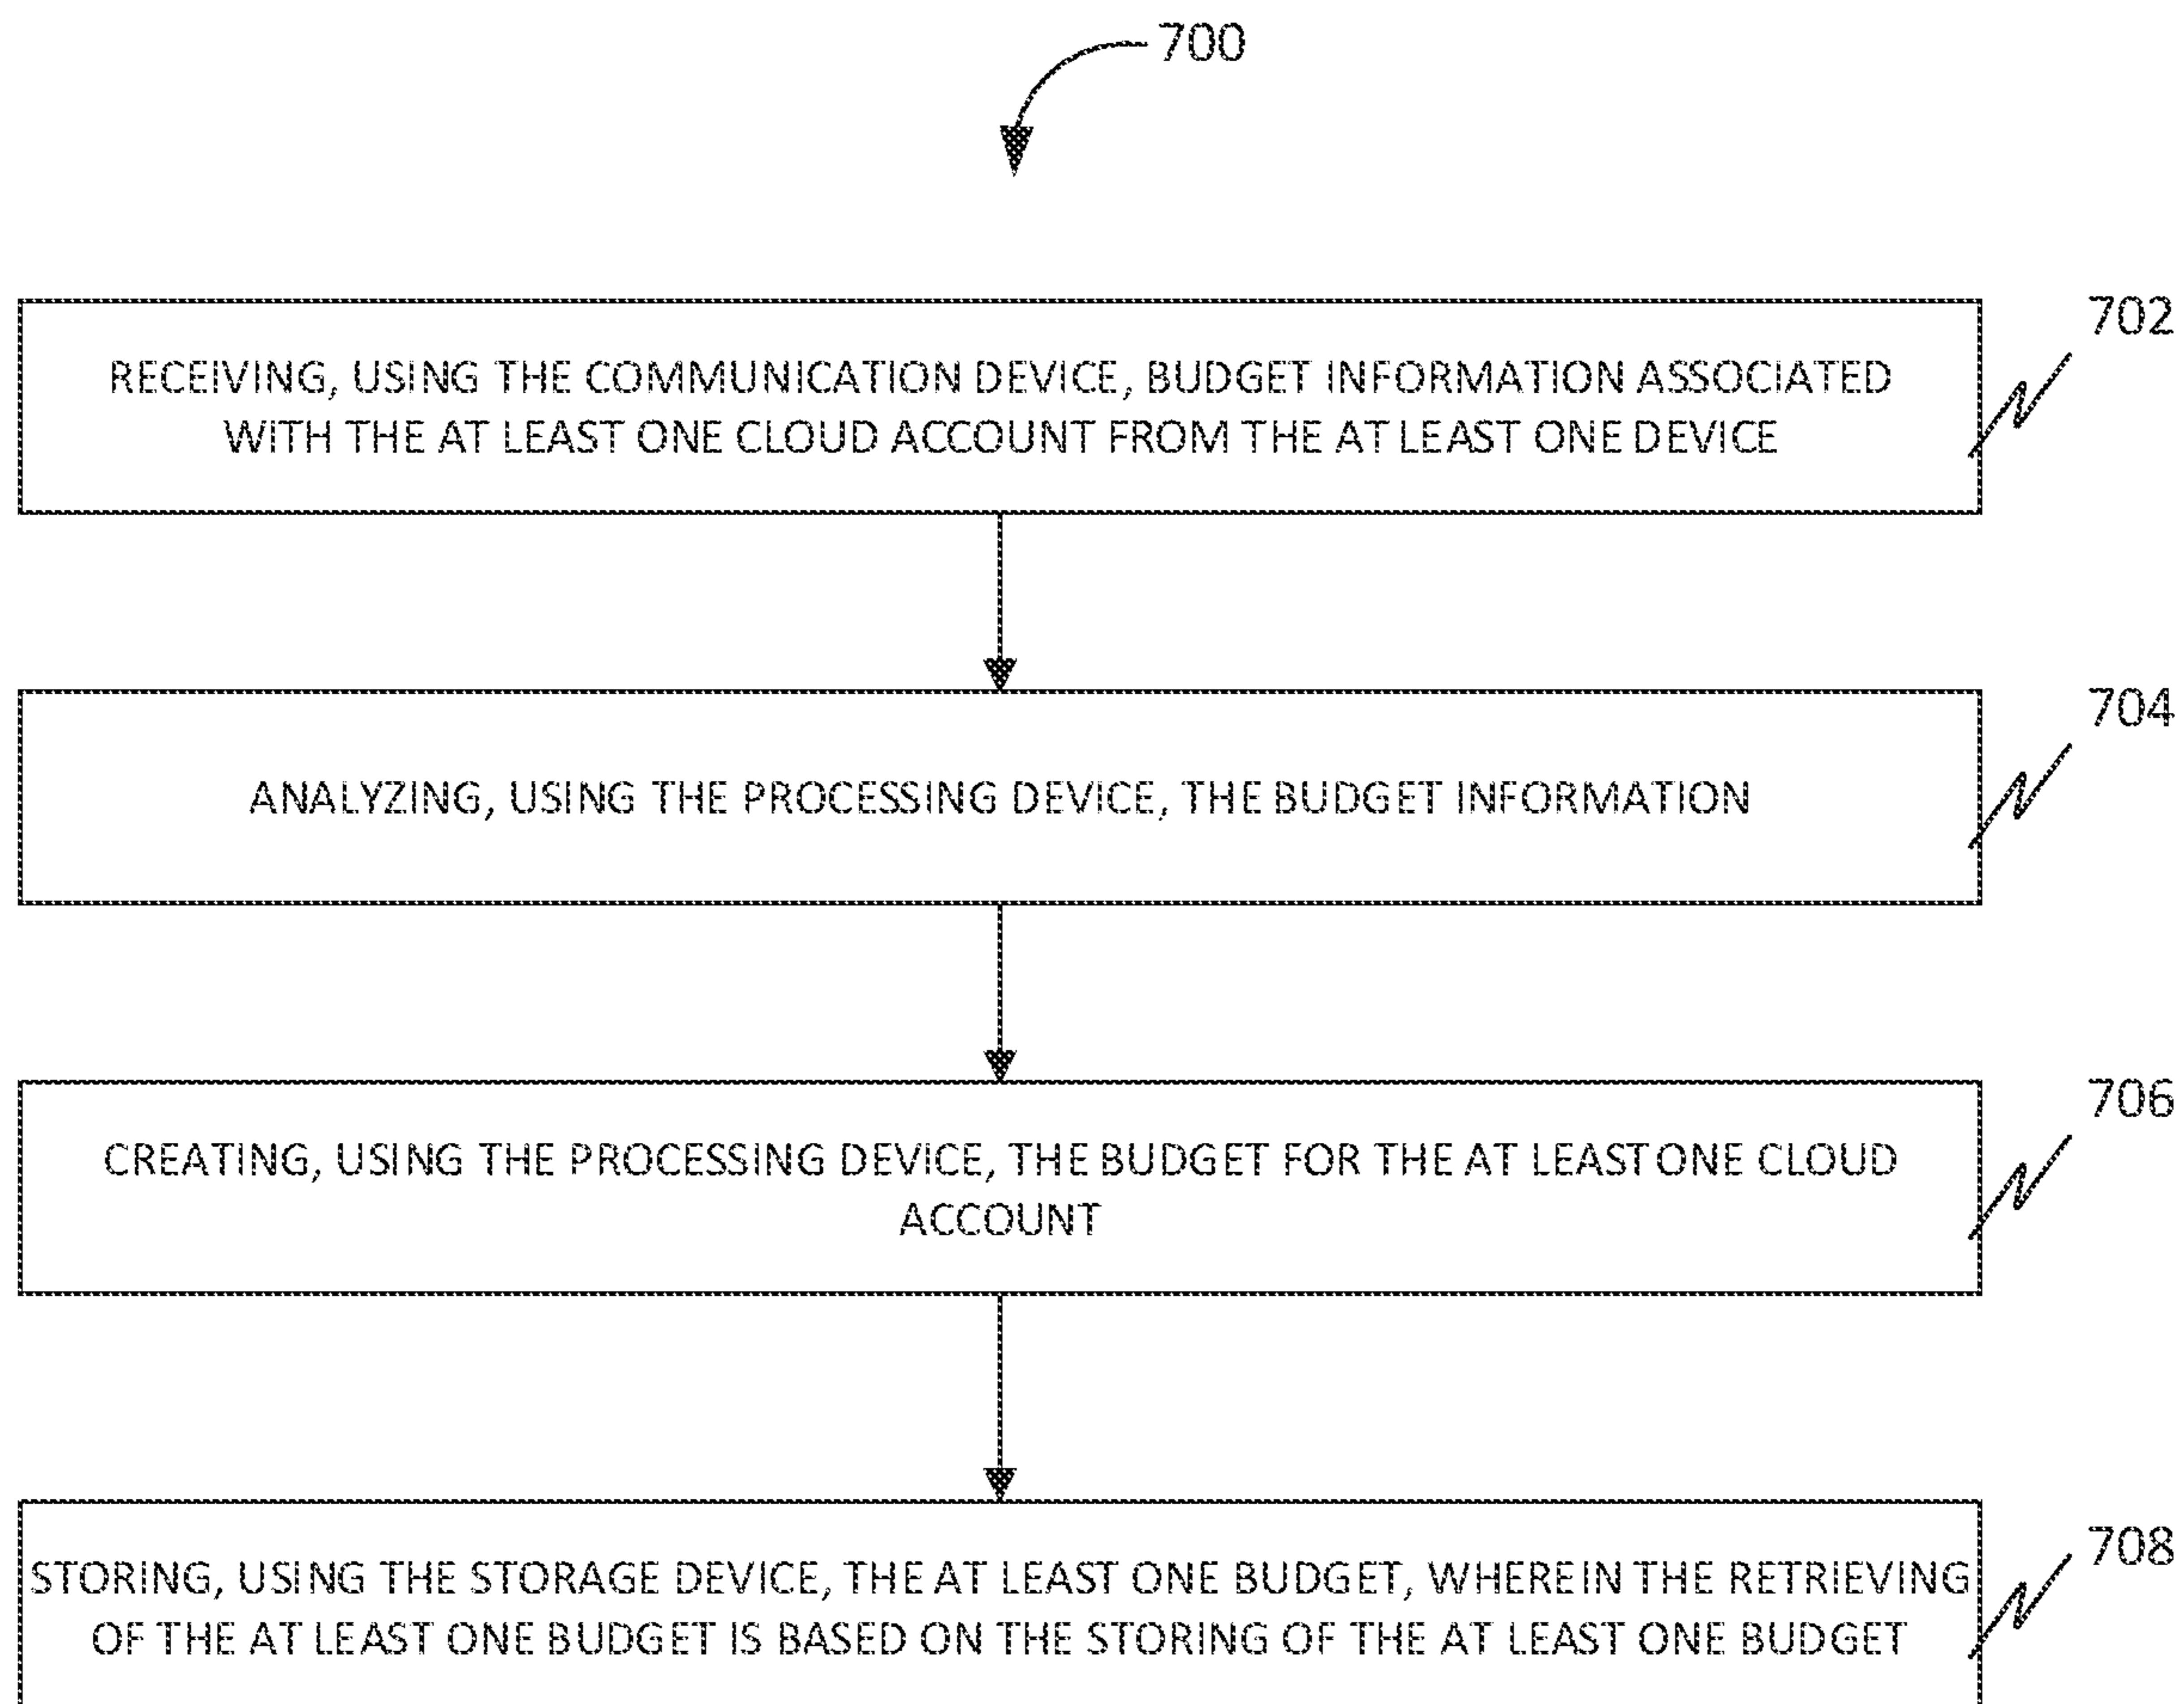 700
702
RECEIVING, USING THE COMMUNICATION DEVICE, BUDGET INFORMATION ASSOCIATED
WITH THE AT LEAST ONE CLOUD ACCOUNT FROM THE AT LEAST ONE DEVICE
704
ANALYZING, USING THE PROCESSING DEVICE, THE BUDGET INFORMATION
706
CREATING, USING THE PROCESSING DEVICE, THE BUDGET FOR THE AT LEAST ONE CLOUD
ACCOUNT
708
STORING, USING THE STORAGE DEVICE, THE AT LEAST ONE BUDGET, WHEREIN THE RETRIEVING
OF THE AT LEAST ONE BUDGET IS BASED ON THE STORING OF THE AT LEAST ONE BUDGET